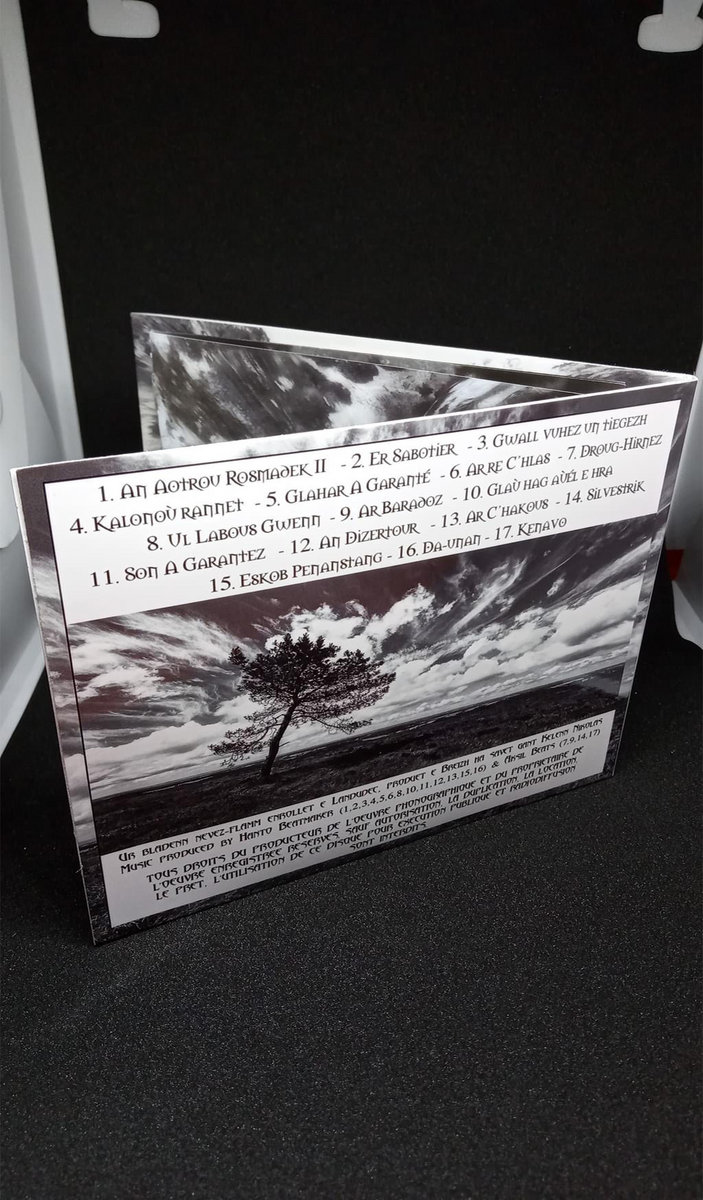 1. An Aotrou Rosmadek II - 2. Er Sabotier - 3. Gwall vuhez un tiegezh
4. Kalonoù rannet - 5. Glahar A Garanté - 6. Arre C'hlas - 7. Droug-Hirnez
8. Ul Labous Gwenn - 9. Ar Baradoz - 10. Glaù hag aùél e hra
11. Son A Garantez - 12. An Dizertour - 13. Ar C'hakous - 14. Silvestrik
15. Eskob Penanstang - 16. Da-unan - 17. Kenavo
Ur bladenn nevez-flamm enrollet e Landudec, produet e Breizh ha savet gant Kelenn Nikolas
Music produced by Hanto Beatmaker (1,2,3,4,5,6,8,10,11,12,13,15,16) & Aksil Beats (7,9,14,17)
TOUS DROITS DU PRODUCTEUR DE L'OEUVRE PHONOGRAPHIQUE ET DU PROPRIETAIRE DE
L'OEUVRE ENREGISTREE RESERVES. SAUF AUTORISATION, LA DUPLICATION, LA LOCATION,
LE PRET, L'UTILISATION DE CE DISQUE POUR EXECUTION PUBLIQUE ET RADIODIFFUSION
SONT INTERDITS